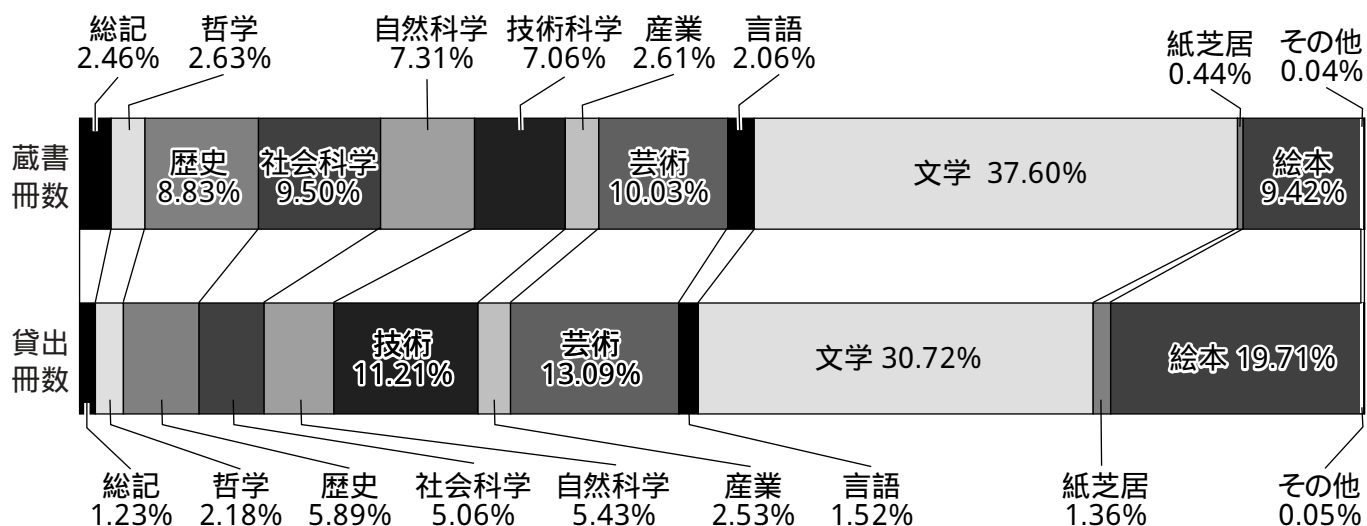 総記
2.46%
哲学
2.63%
自然科学
7.31%
技術科学
7.06%
産業
2.61%
言語
2.06%
紙芝居
0.44%
その他
0.04%
蔵書
冊数
歴史
8.83%
社会科学
9.50%
芸術
10.03%
文学 37.60%
絵本
9.42%
貸出
冊数
技術
11.21%
芸術
13.09%
文学 30.72%
絵本 19.71%
総記
1.23%
哲学
2.18%
歴史
5.89%
社会科学
5.06%
自然科学
5.43%
産業
2.53%
言語
1.52%
紙芝居
1.36%
その他
0.05%